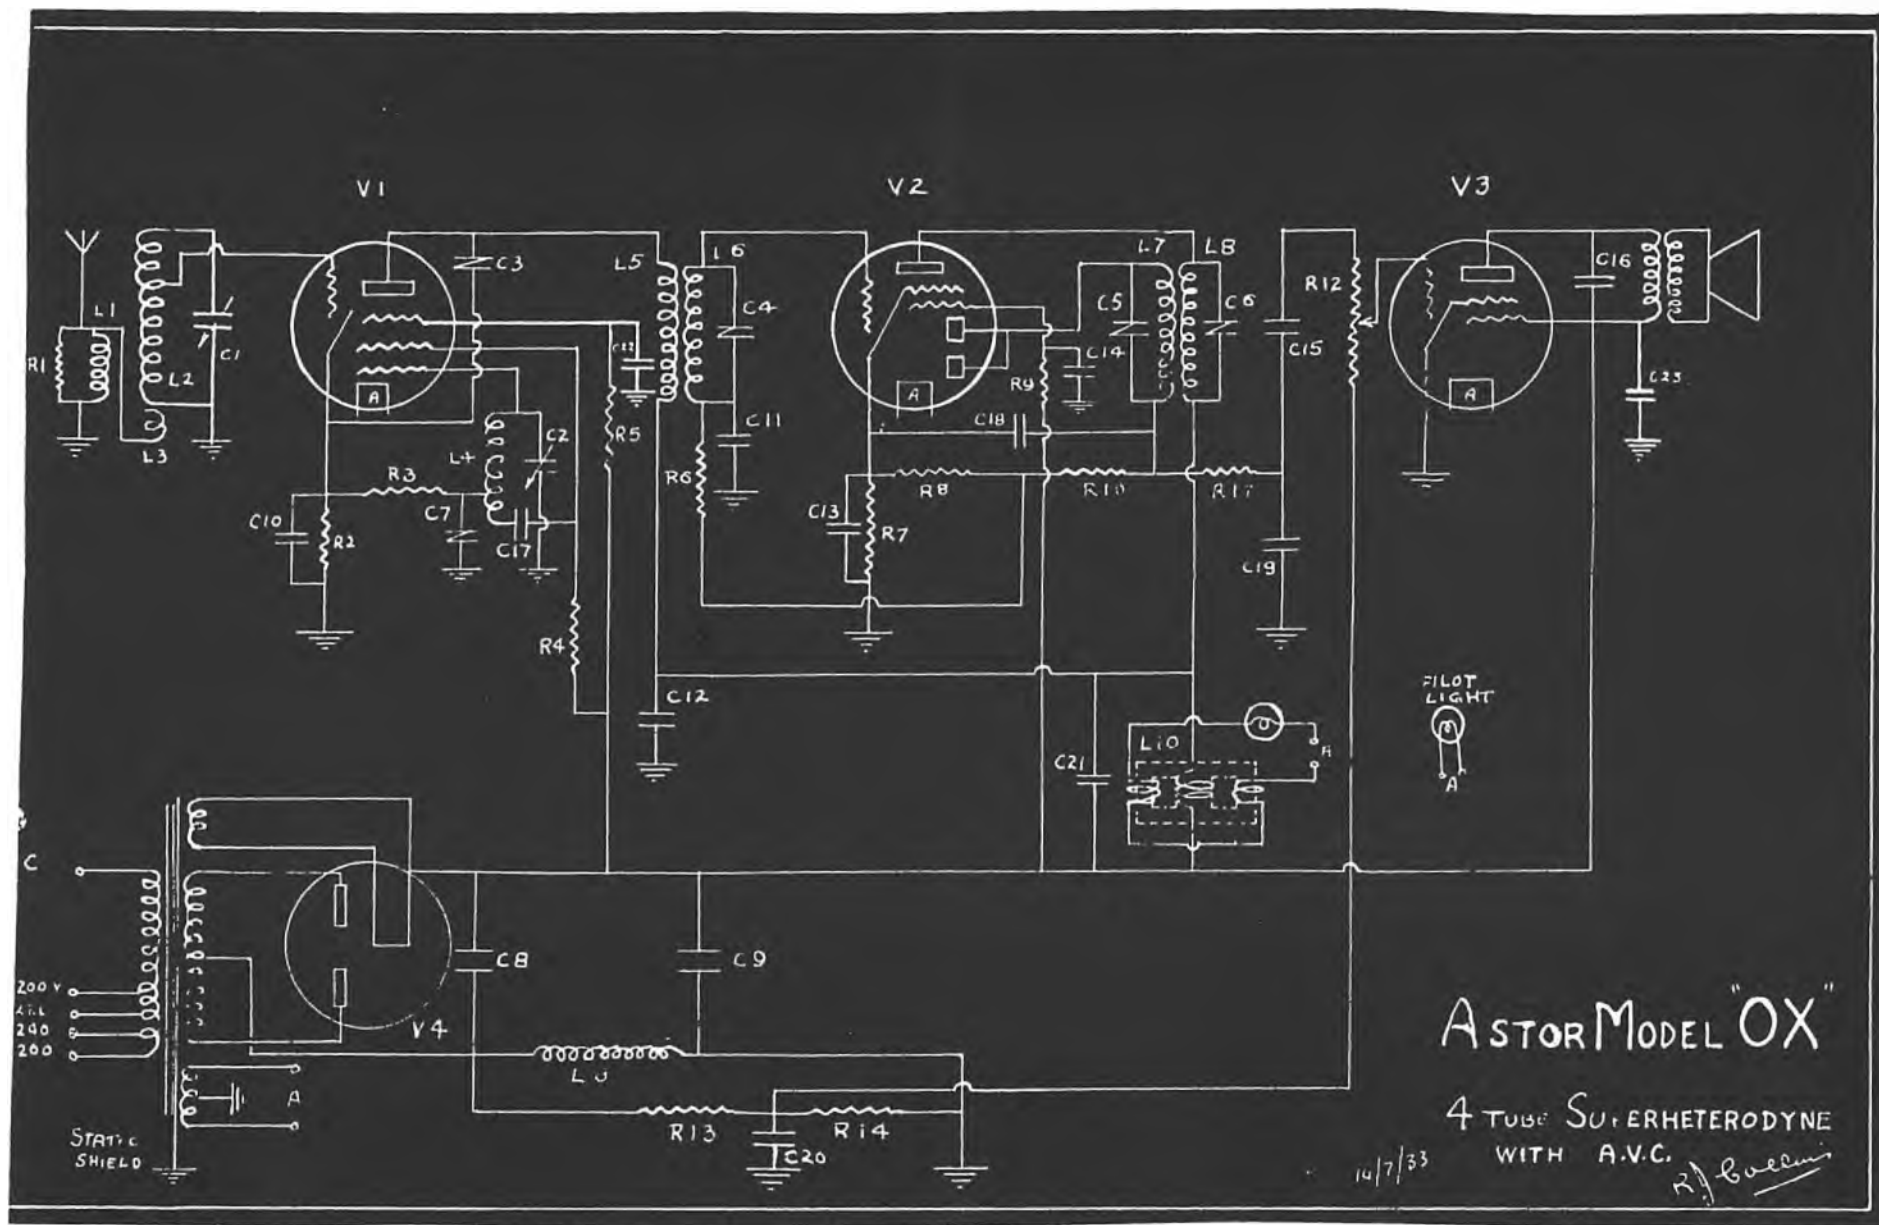 V1
V2
V3
L1
R1
L2
L3
C1
A
C3
L5
L6
C4
C11
R5
R6
L4
C2
R3
C7
C17
C10
R2
R4
C12
A
L7
L8
C5
C6
C14
R9
C18
R8
R10
C13
R7
C15
C19
R12
A
C16
C23
L10
A
C21
PILOT
LIGHT
A
C
200 V
240
200
V4
C8
C9
A
R13
R14
C20
STATIC
SHIELD
ASTOR MODEL "OX"
4 TUBE SUPERHETERODYNE
WITH A.V.C.
14/7/33